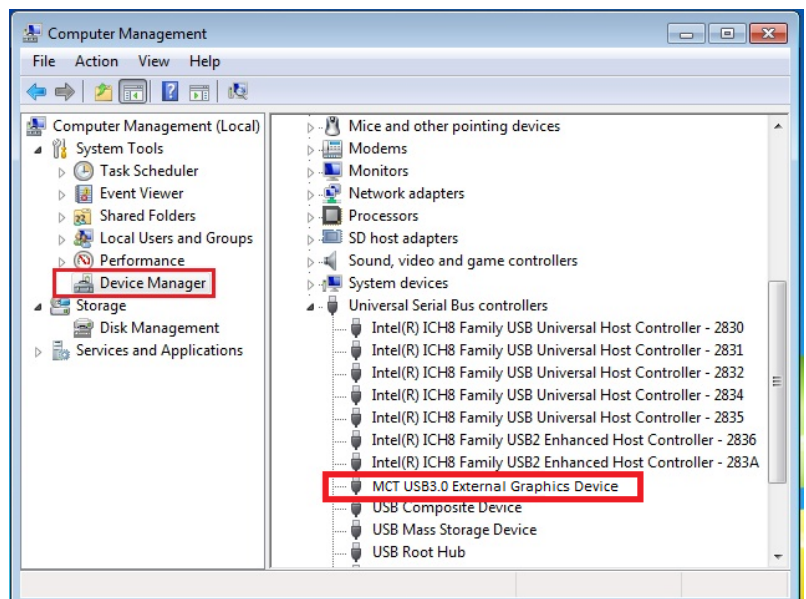 Computer Management
File Action View Help
Computer Management (Local)
System Tools
Task Scheduler
Event Viewer
Shared Folders
Local Users and Groups
Performance
Device Manager
Storage
Disk Management
Services and Applications
Mice and other pointing devices
Modems
Monitors
Network adapters
Processors
SD host adapters
Sound, video and game controllers
System devices
Universal Serial Bus controllers
Intel(R) ICH8 Family USB Universal Host Controller - 2830
Intel(R) ICH8 Family USB Universal Host Controller - 2831
Intel(R) ICH8 Family USB Universal Host Controller - 2832
Intel(R) ICH8 Family USB Universal Host Controller - 2834
Intel(R) ICH8 Family USB Universal Host Controller - 2835
Intel(R) ICH8 Family USB2 Enhanced Host Controller - 2836
Intel(R) ICH8 Family USB2 Enhanced Host Controller - 283A
MCT USB3.0 External Graphics Device
USB Composite Device
USB Mass Storage Device
USB Root Hub